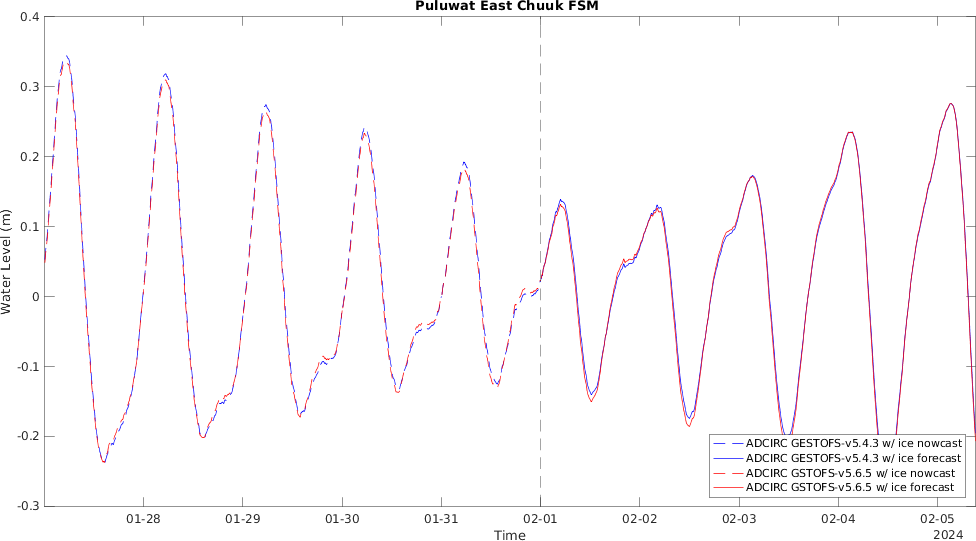 Puluwat East Chuuk FSM
0.4
0.3
0.2
0.1
0
-0.1
-0.2
-0.3
Water Level (m)
ADCIRC GESTOFS-v5.4.3 w/ ice nowcast
ADCIRC GESTOFS-v5.4.3 w/ ice forecast
ADCIRC GSTOFS-v5.6.5 w/ ice nowcast
ADCIRC GSTOFS-v5.6.5 w/ ice forecast
01-28 01-29 01-30 01-31 02-01 02-02 02-03 02-04 02-05
Time
2024